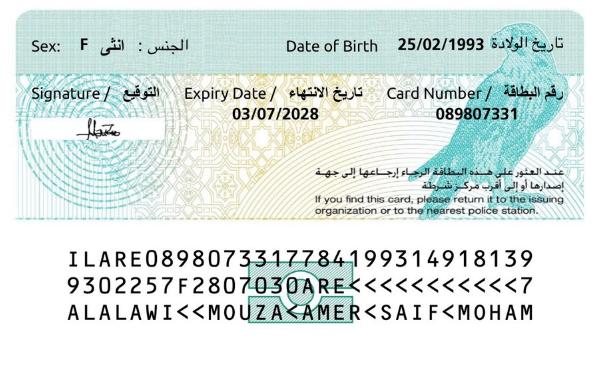 Sex: F الجنس : انثى
Date of Birth 25/02/1993 تاريخ الولادة
Signature / التوقيع
Expiry Date / تاريخ الانتهاء
03/07/2028
Card Number / رقم البطاقة
089807331
عند العثور على هذه البطاقة الرجاء إرجاعها إلى جهة
إصدارها أو إلى أقرب مركز شرطة
If you find this card, please return it to the issuing
organization or to the nearest police station.
ILARE0898073317784199314918139
9302257F2807030ARE<<<<<<<<<<<7
ALALAWI<<MOUZA<AMER<SAIF<MOHAM